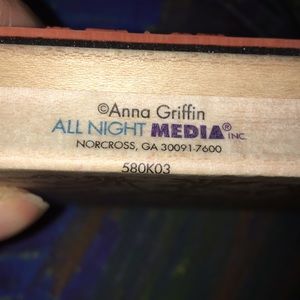 ©Anna Griffin
ALL NIGHT MEDIA® INC.
NORCROSS, GA 30091-7600
580K03